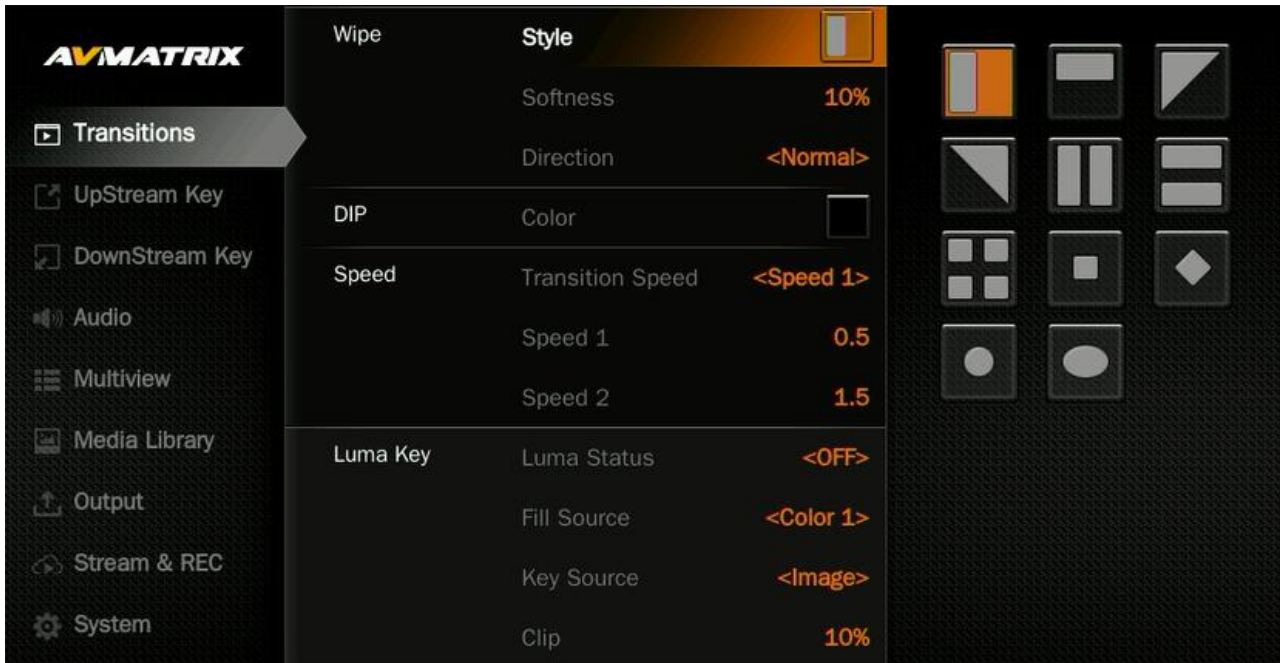 AVMATRIX
Transitions
UpStream Key
DownStream Key
Audio
Multiview
Media Library
Output
Stream & REC
System
Wipe Style
Softness 10%
Direction <Normal>
DIP Color
Speed Transition Speed <Speed 1>
Speed 1 0.5
Speed 2 1.5
Luma Key Luma Status <OFF>
Fill Source <Color 1>
Key Source <Image>
Clip 10%